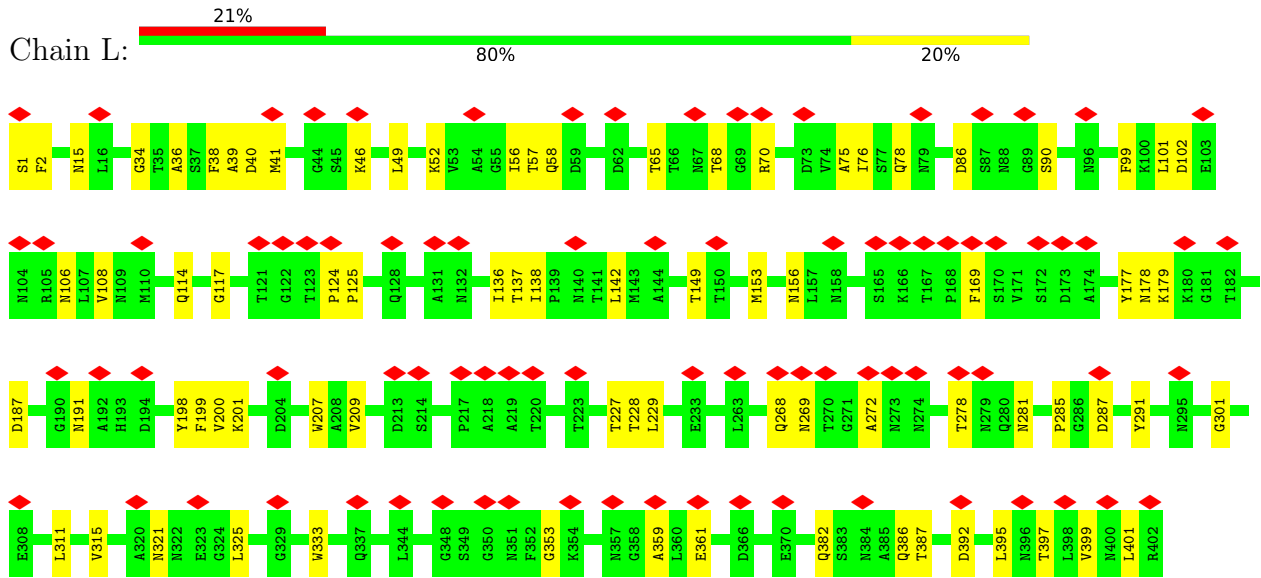 21%
Chain L:
80% 20%
S1 F2 N15 L16 G34 T35 A36 S37 F38 A39 D40 M41 G44 S45 K46 L49 K52 V53 A54 G55 I56 T57 Q58 D59 D62 T65 T66 N67 T68 G69 R70 D73 V74 A75 I76 S77 Q78 N79 D86 S87 N88 G89 S90 N96 F99 K100 L101 D102 E103
N104 R105 N106 L107 V108 N109 M110 Q114 G117 T121 G122 T123 P124 P125 Q128 A131 N132 I136 T137 I138 P139 N140 T141 L142 M143 A144 T149 T150 M153 N156 L157 N158 S165 K166 T167 P168 F169 S170 V171 S172 D173 A174 Y177 N178 K179 K180 G181 T182
D187 G190 N191 A192 H193 D194 Y198 F199 V200 K201 D204 W207 A208 V209 D213 S214 P217 A218 A219 T220 T223 T227 T228 L229 E233 L263 Q268 N269 T270 G271 A272 N273 N274 T278 N279 Q280 N281 P285 G286 D287 Y291 N295 G301
E308 L311 V315 A320 N321 N322 E323 G324 L325 G329 W333 Q337 L344 G348 S349 G350 N351 F352 G353 K354 N357 G358 A359 L360 E361 D366 E370 Q382 S383 N384 A385 Q386 T387 D392 L395 N396 T397 L398 V399 N400 L401 R402